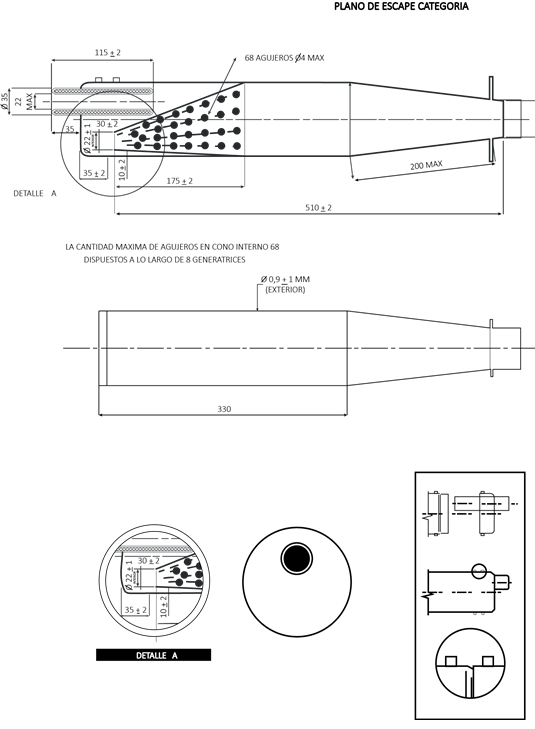 PLANO DE ESCAPE CATEGORIA
115 ± 2
68 AGUJEROS Ø4 MAX
Ø 35
22 MAX
35
30 ± 2
Ø 22 ± 1
35 ± 2
10 ± 2
175 ± 2
200 MAX
DETALLE A
510 ± 2
LA CANTIDAD MAXIMA DE AGUJEROS EN CONO INTERNO 68
DISPUESTOS A LO LARGO DE 8 GENERATRICES
Ø 0,9 ± 1 MM
(EXTERIOR)
330
30 ± 2
Ø 22 ± 1
35 ± 2
10 ± 2
DETALLE A